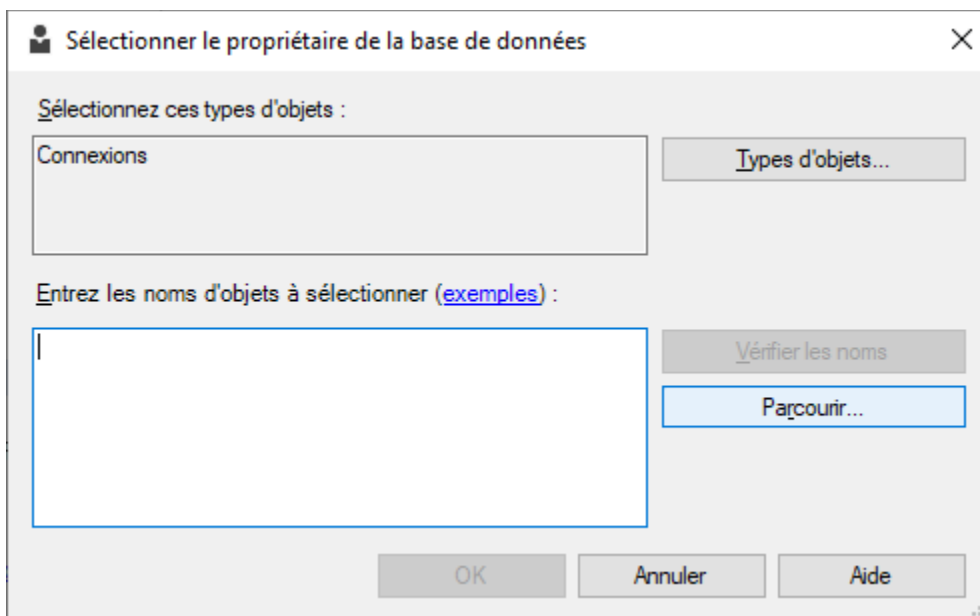 Sélectionner le propriétaire de la base de données
Sélectionnez ces types d'objets :
Connexions
Types d'objets...
Entrez les noms d'objets à sélectionner (exemples) :
Vérifier les noms
Parcourir...
OK
Annuler
Aide